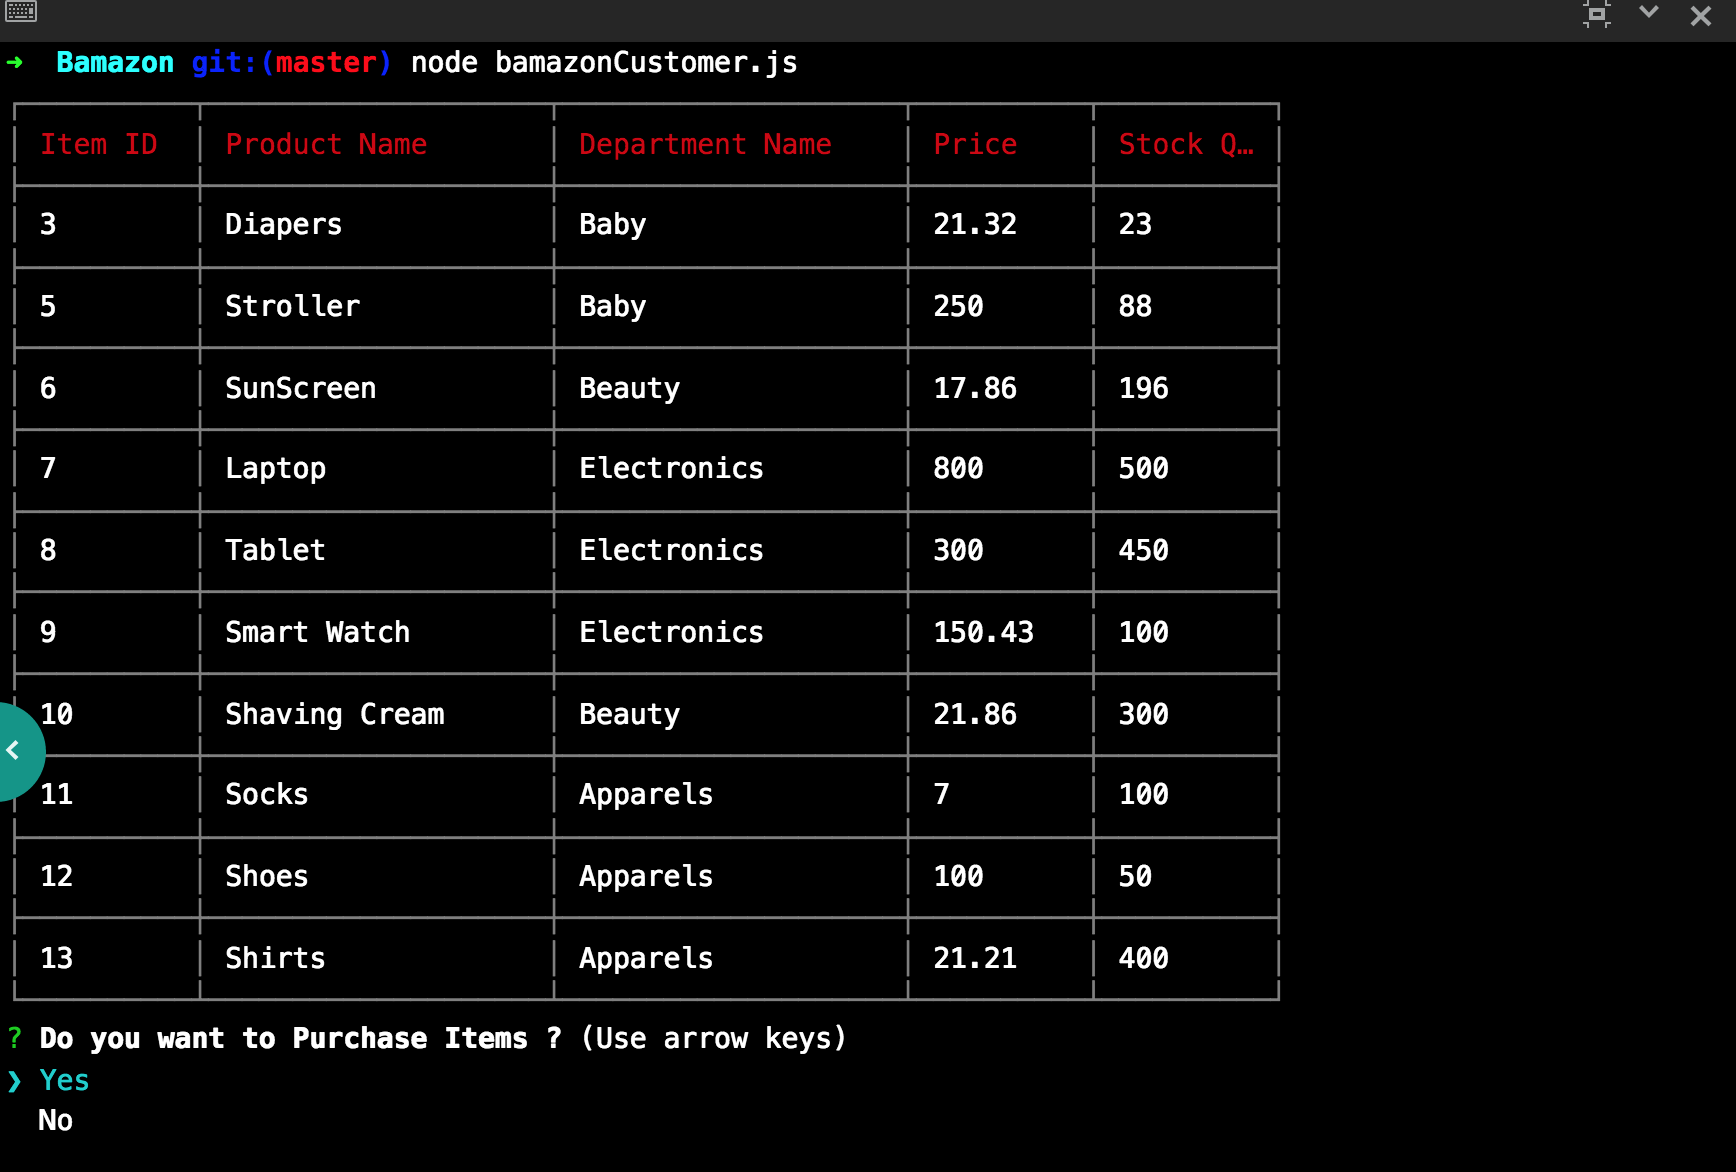 ➜ Bamazon git:(master) node bamazonCustomer.js
Item ID Product Name Department Name Price Stock Q…
3 Diapers Baby 21.32 23
5 Stroller Baby 250 88
6 SunScreen Beauty 17.86 196
7 Laptop Electronics 800 500
8 Tablet Electronics 300 450
9 Smart Watch Electronics 150.43 100
10 Shaving Cream Beauty 21.86 300
11 Socks Apparels 7 100
12 Shoes Apparels 100 50
13 Shirts Apparels 21.21 400
? Do you want to Purchase Items ? (Use arrow keys)
❯ Yes
No